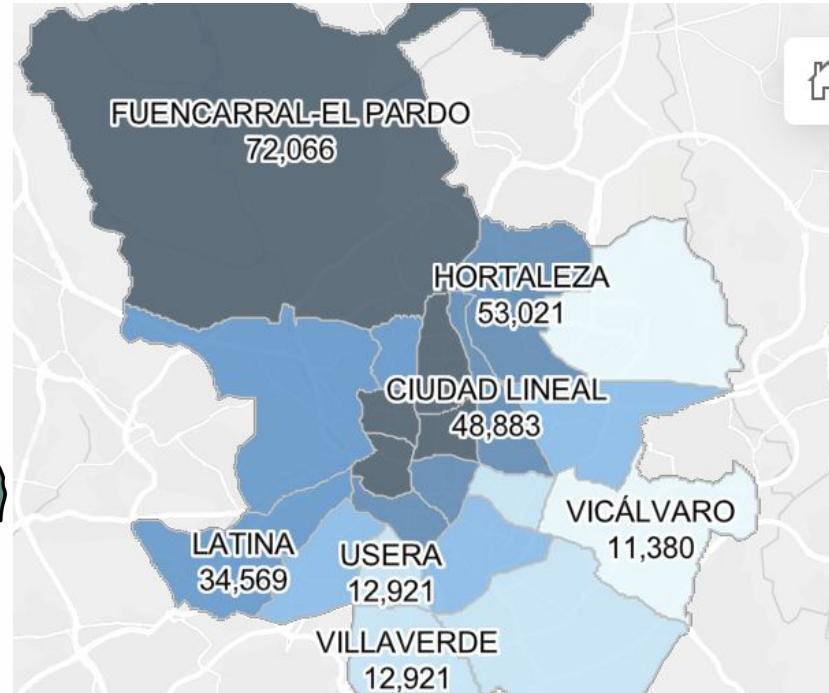 FUENCARRAL-EL PARDO
72,066
HORTALEZA
53,021
CIUDAD LINEAL
48,883
VICÁLVARO
11,380
LATINA
34,569
USERA
12,921
VILLAVERDE
12,921